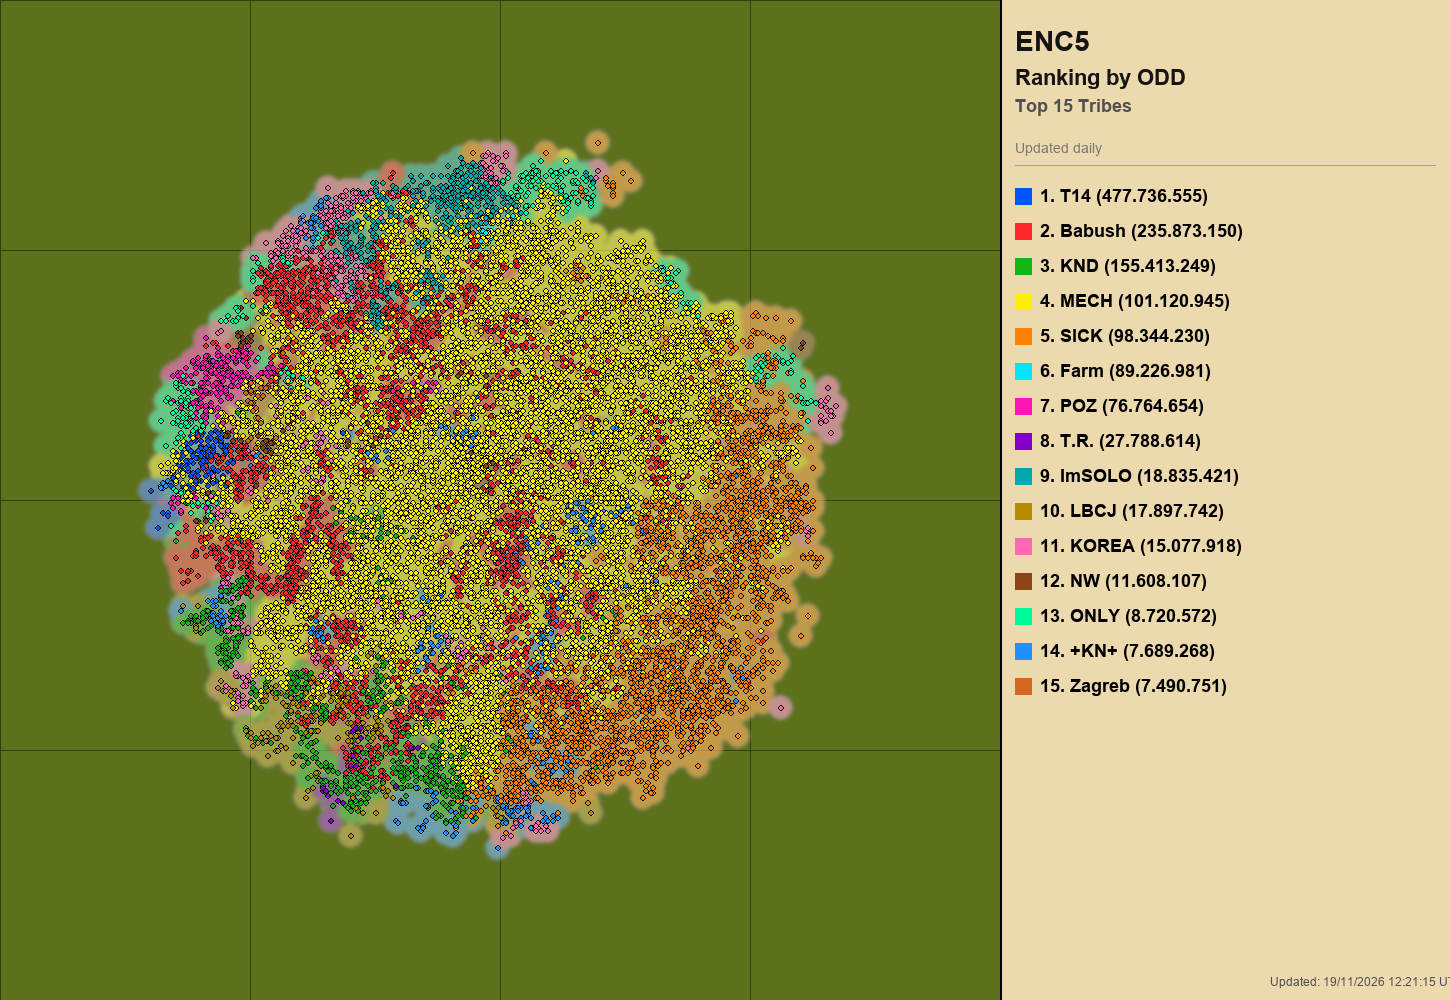 ENC5
Ranking by ODD
Top 15 Tribes
Updated daily
1. T14 (477.736.555)
2. Babush (235.873.150)
3. KND (155.413.249)
4. MECH (101.120.945)
5. SICK (98.344.230)
6. Farm (89.226.981)
7. POZ (76.764.654)
8. T.R. (27.788.614)
9. ImSOLO (18.835.421)
10. LBCJ (17.897.742)
11. KOREA (15.077.918)
12. NW (11.608.107)
13. ONLY (8.720.572)
14. +KN+ (7.689.268)
15. Zagreb (7.490.751)
Updated: 19/11/2026 12:21:15 U